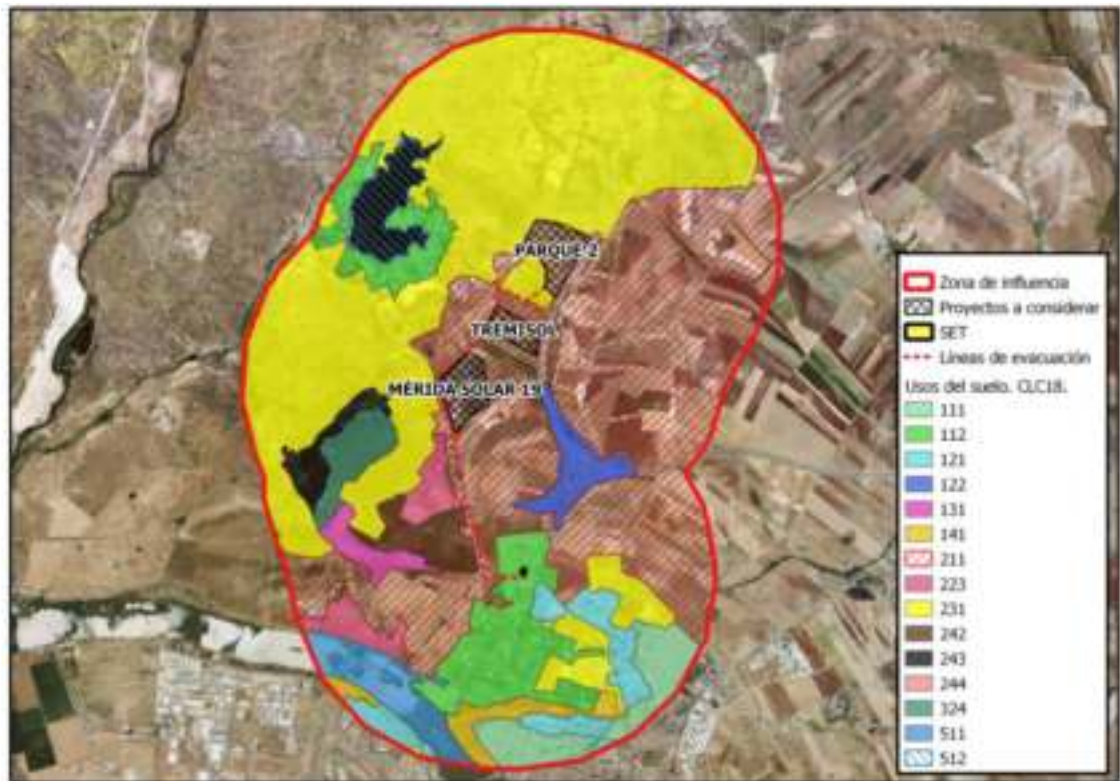 PARQUE 2
TREMISOL
MÉRIDA SOLAR 19
Zona de influencia
Proyectos a considerar
SET
Líneas de evacuación
Usos del suelo. CLC18.
111
112
121
122
131
141
211
223
231
242
243
244
324
511
512